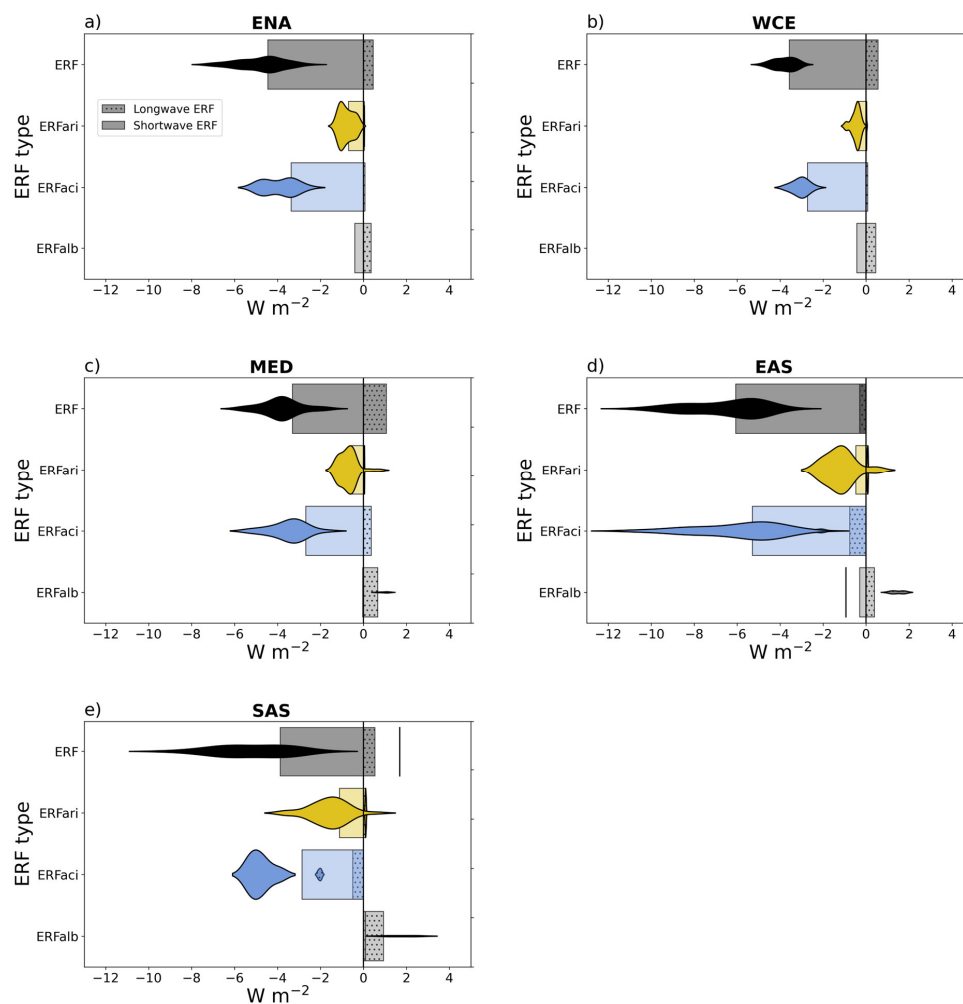 a) ENA
ERF
ERFari
ERFaci
ERFalb
ERF type
Longwave ERF
Shortwave ERF
−12 −10 −8 −6 −4 −2 0 2 4
W m−2
b) WCE
ERF
ERFari
ERFaci
ERFalb
ERF type
−12 −10 −8 −6 −4 −2 0 2 4
W m−2
c) MED
ERF
ERFari
ERFaci
ERFalb
ERF type
−12 −10 −8 −6 −4 −2 0 2 4
W m−2
d) EAS
ERF
ERFari
ERFaci
ERFalb
ERF type
−12 −10 −8 −6 −4 −2 0 2 4
W m−2
e) SAS
ERF
ERFari
ERFaci
ERFalb
ERF type
−12 −10 −8 −6 −4 −2 0 2 4
W m−2